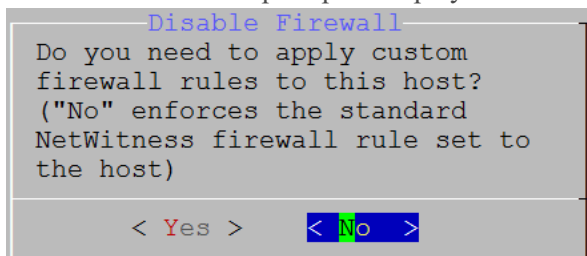 Disable Firewall
Do you need to apply custom
firewall rules to this host?
("No" enforces the standard
NetWitness firewall rule set to
the host)
< Yes > < No >